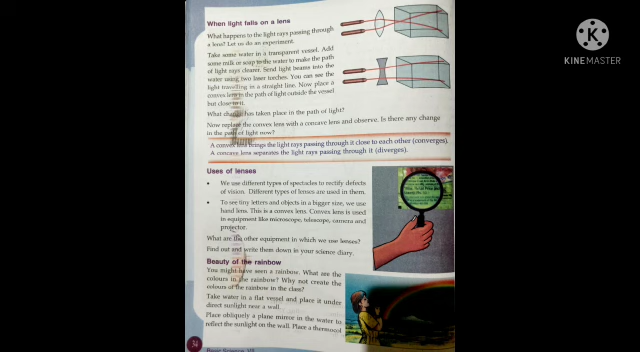 When light falls on a lens
What happens to the light rays passing through
a lens? Let us do an experiment.
Take some water in a transparent vessel. Add
some milk or soap to the water to make the path
of light rays clearer. Send light beams into the
water using two laser torches. You can see the
light travelling in a straight line. Now place a
convex lens in the path of light outside the vessel
but close to it.
What change has taken place in the path of light?
Now replace the convex lens with a concave lens and observe. Is there any change
in the path of light now?
A convex lens brings the light rays passing through it close to each other (converges).
A concave lens separates the light rays passing through it (diverges).
Uses of lenses
• We use different types of spectacles to rectify defects
of vision. Different types of lenses are used in them.
• To see tiny letters and objects in a bigger size, we use
hand lens. This is a convex lens. Convex lens is used
in equipment like microscope, telescope, camera and
projector.
What are the other equipment in which we use lenses?
Find out and write them down in your science diary.
Beauty of the rainbow
You might have seen a rainbow. What are the
colours in the rainbow? Why not create the
colours of the rainbow in the class?
Take water in a flat vessel and place it under
direct sunlight near a wall.
Place obliquely a plane mirror in the water to
reflect the sunlight on the wall. Place a thermocol
34
Basic Science VII
K
KINEMASTER